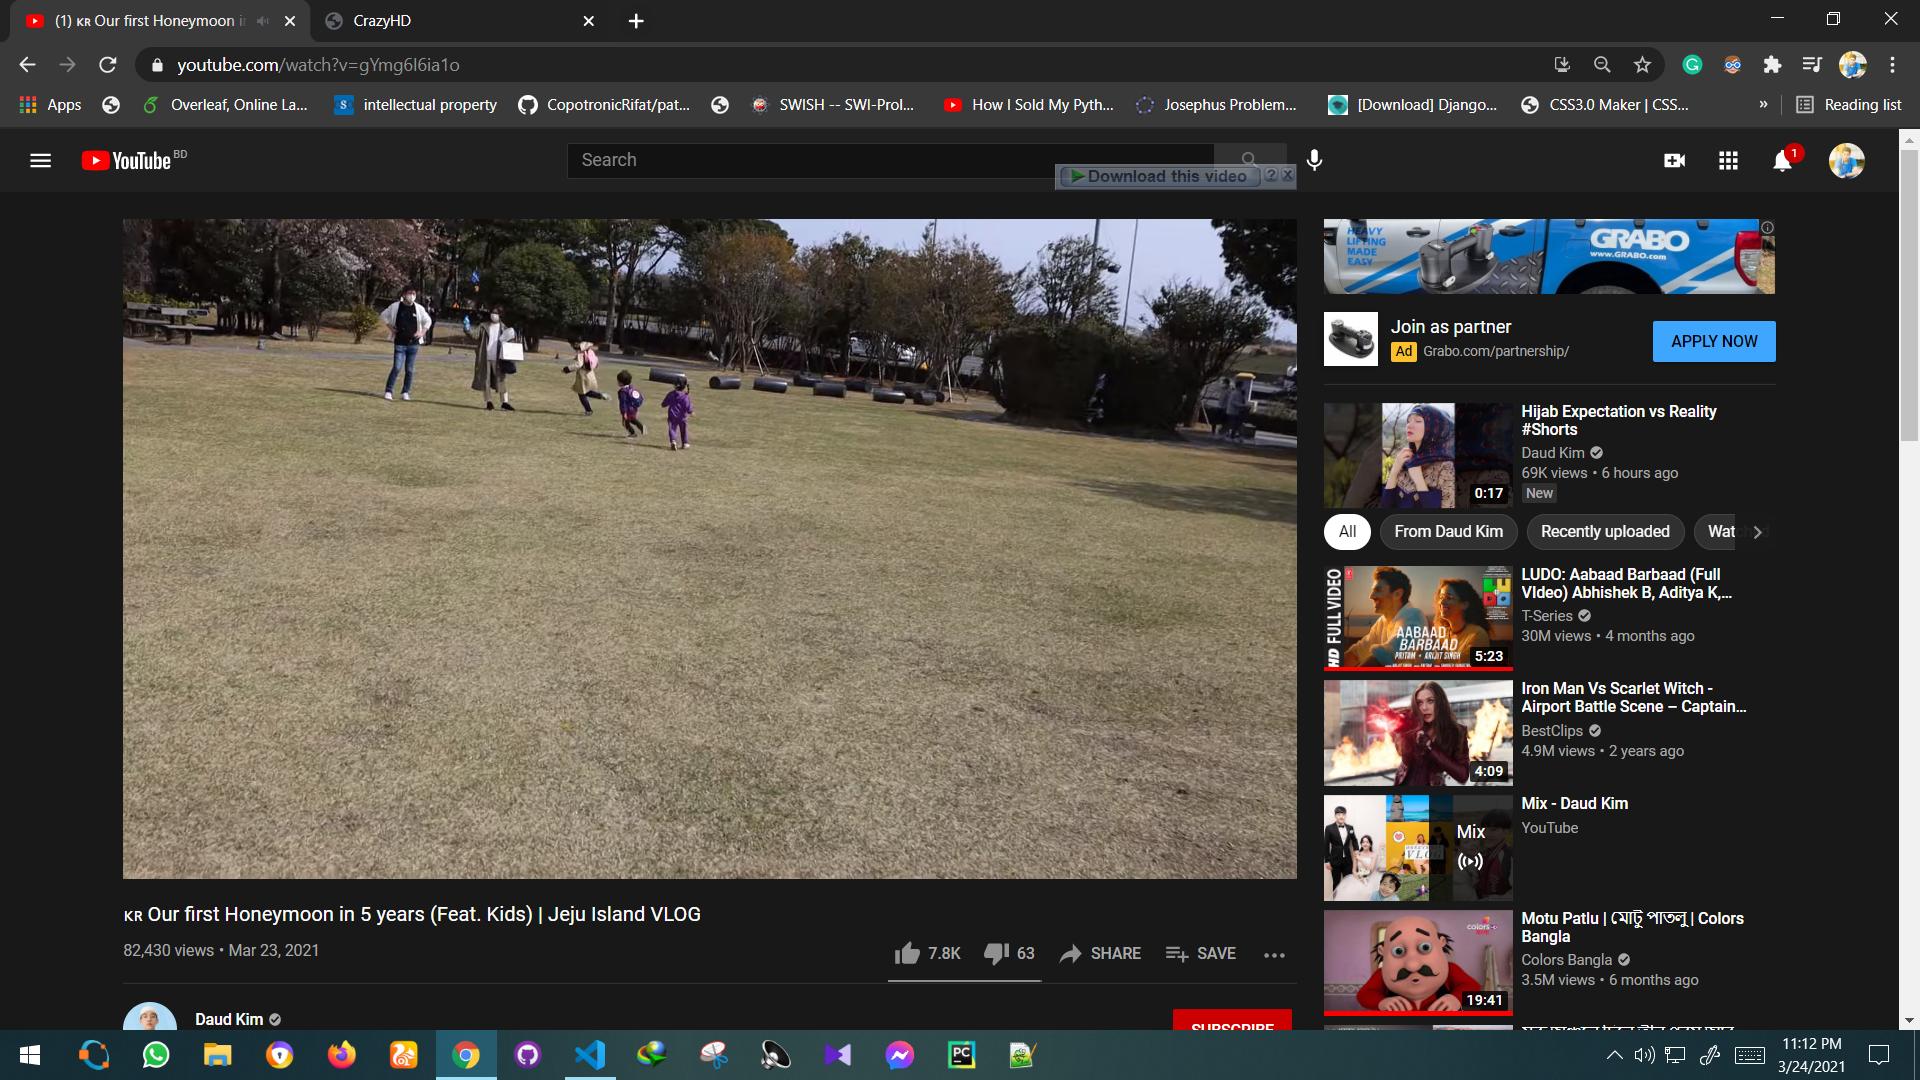 (1) ᴋʀ Our first Honeymoon i
CrazyHD
youtube.com/watch?v=gYmg6l6ia1o
Apps
Overleaf, Online La...
intellectual property
CopotronicRifat/pat...
SWISH -- SWI-Prol...
How I Sold My Pyth...
Josephus Problem...
[Download] Django...
CSS3.0 Maker | CSS...
»
Reading list
YouTube BD
Search
Download this video ? X
1
HEAVY
LIFTING
MADE
EASY
GRABO
www.GRABO.com
Join as partner
Ad Grabo.com/partnership/
APPLY NOW
Hijab Expectation vs Reality
#Shorts
Daud Kim
69K views • 6 hours ago
New
0:17
All
From Daud Kim
Recently uploaded
Wat
HD FULL VIDEO
AABAAD
BARBAAD
PRITAM • ARIJIT SINGH
5:23
LUDO: Aabaad Barbaad (Full
VIdeo) Abhishek B, Aditya K,...
T-Series
30M views • 4 months ago
4:09
Iron Man Vs Scarlet Witch -
Airport Battle Scene – Captain...
BestClips
4.9M views • 2 years ago
Mix
Mix - Daud Kim
YouTube
colors
19:41
Motu Patlu | মোটু পাতলু | Colors
Bangla
Colors Bangla
3.5M views • 6 months ago
ᴋʀ Our first Honeymoon in 5 years (Feat. Kids) | Jeju Island VLOG
82,430 views • Mar 23, 2021
7.8K
63
SHARE
SAVE
Daud Kim
SUBSCRIBE
PC
11:12 PM
3/24/2021